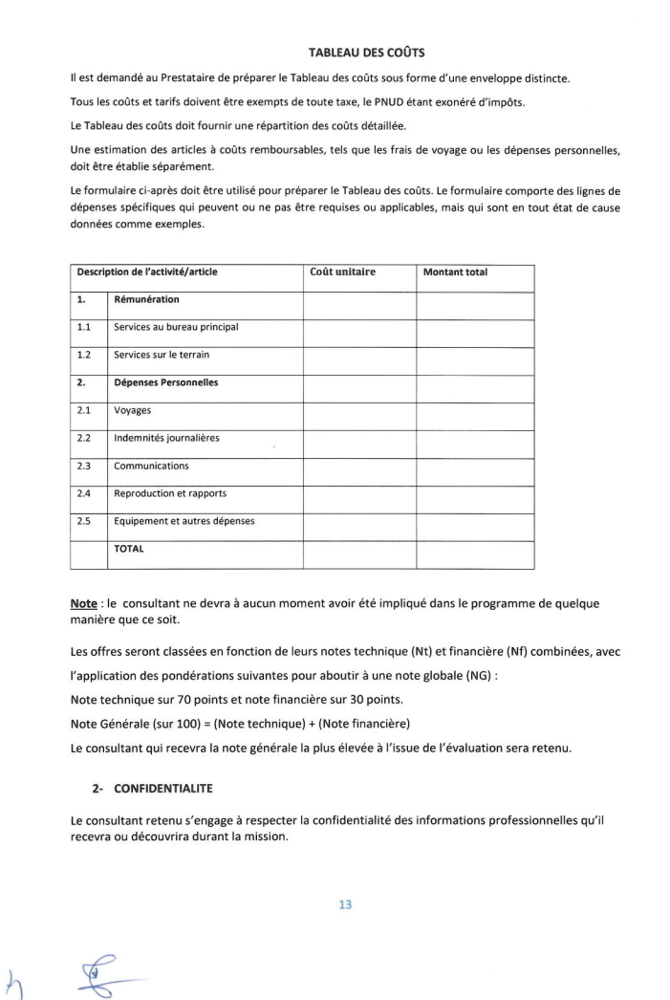 TABLEAU DES COÛTS
Il est demandé au Prestataire de préparer le Tableau des coûts sous forme d'une enveloppe distincte.
Tous les coûts et tarifs doivent être exempts de toute taxe, le PNUD étant exonéré d'impôts.
Le Tableau des coûts doit fournir une répartition des coûts détaillée.
Une estimation des articles à coûts remboursables, tels que les frais de voyage ou les dépenses personnelles,
doit être établie séparément.
Le formulaire ci-après doit être utilisé pour préparer le Tableau des coûts. Le formulaire comporte des lignes de
dépenses spécifiques qui peuvent ou ne pas être requises ou applicables, mais qui sont en tout état de cause
données comme exemples.
Description de l'activité/article Coût unitaire Montant total
1. Rémunération
1.1 Services au bureau principal
1.2 Services sur le terrain
2. Dépenses Personnelles
2.1 Voyages
2.2 Indemnités journalières
2.3 Communications
2.4 Reproduction et rapports
2.5 Equipement et autres dépenses
TOTAL
Note : le consultant ne devra à aucun moment avoir été impliqué dans le programme de quelque
manière que ce soit.
Les offres seront classées en fonction de leurs notes technique (Nt) et financière (Nf) combinées, avec
l'application des pondérations suivantes pour aboutir à une note globale (NG) :
Note technique sur 70 points et note financière sur 30 points.
Note Générale (sur 100) = (Note technique) + (Note financière)
Le consultant qui recevra la note générale la plus élevée à l'issue de l'évaluation sera retenu.
2- CONFIDENTIALITE
Le consultant retenu s'engage à respecter la confidentialité des informations professionnelles qu'il
recevra ou découvrira durant la mission.
13